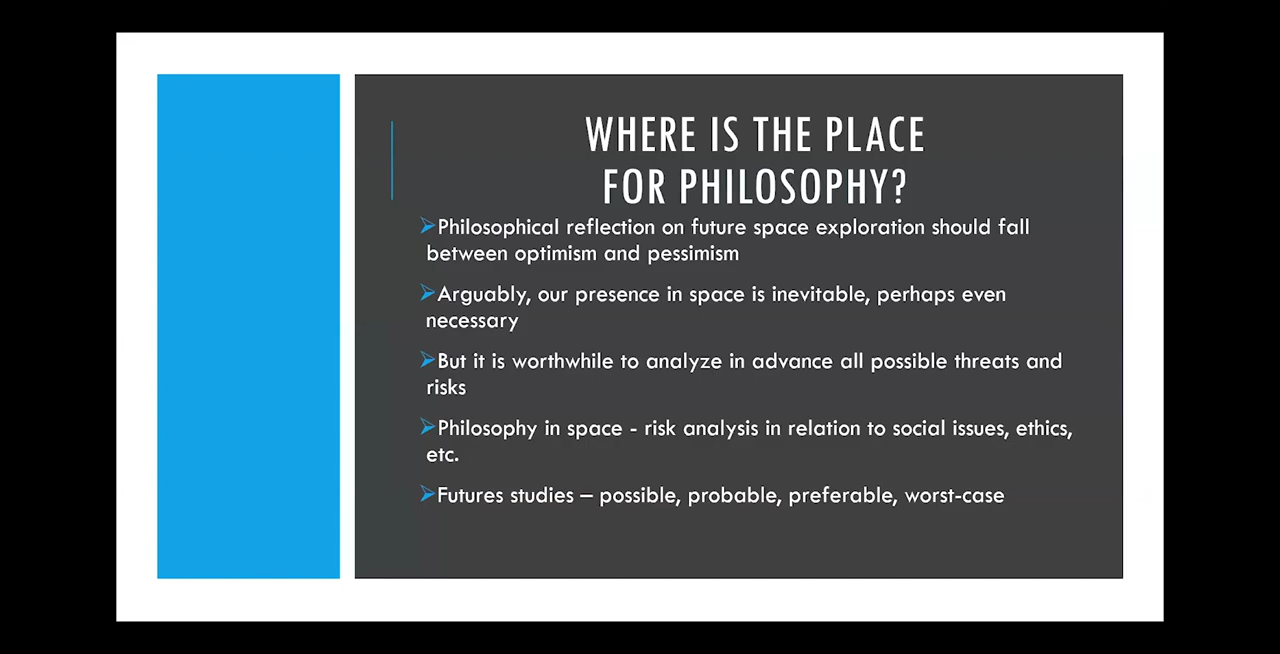 WHERE IS THE PLACE
FOR PHILOSOPHY?
➢Philosophical reflection on future space exploration should fall
between optimism and pessimism
➢Arguably, our presence in space is inevitable, perhaps even
necessary
➢But it is worthwhile to analyze in advance all possible threats and
risks
➢Philosophy in space - risk analysis in relation to social issues, ethics,
etc.
➢Futures studies – possible, probable, preferable, worst-case